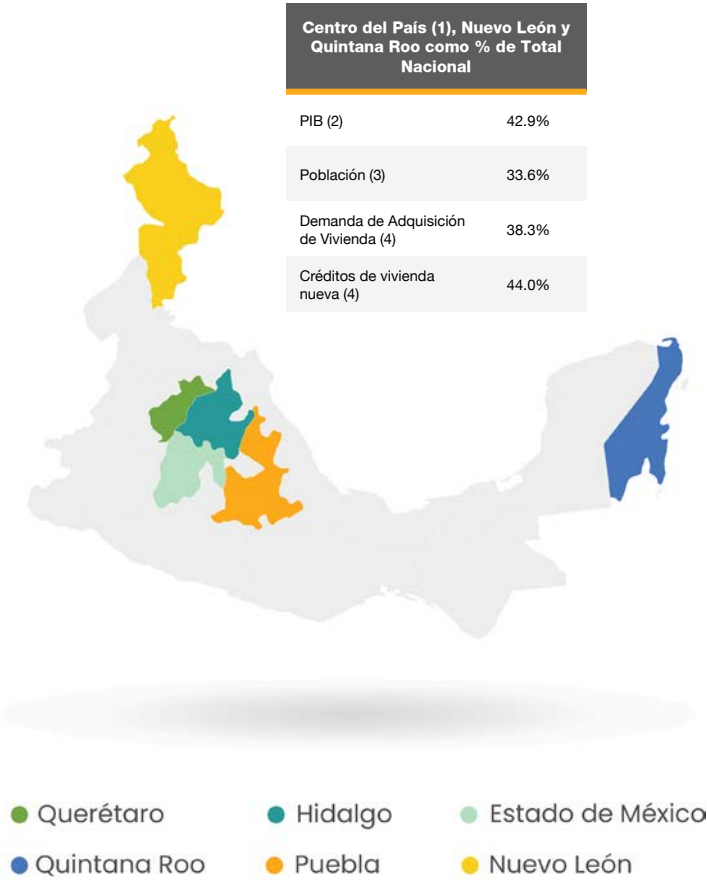 Centro del País (1), Nuevo León y
Quintana Roo como % de Total
Nacional
PIB (2) 42.9%
Población (3) 33.6%
Demanda de Adquisición
de Vivienda (4) 38.3%
Créditos de vivienda
nueva (4) 44.0%
Querétaro Hidalgo Estado de México
Quintana Roo Puebla Nuevo León